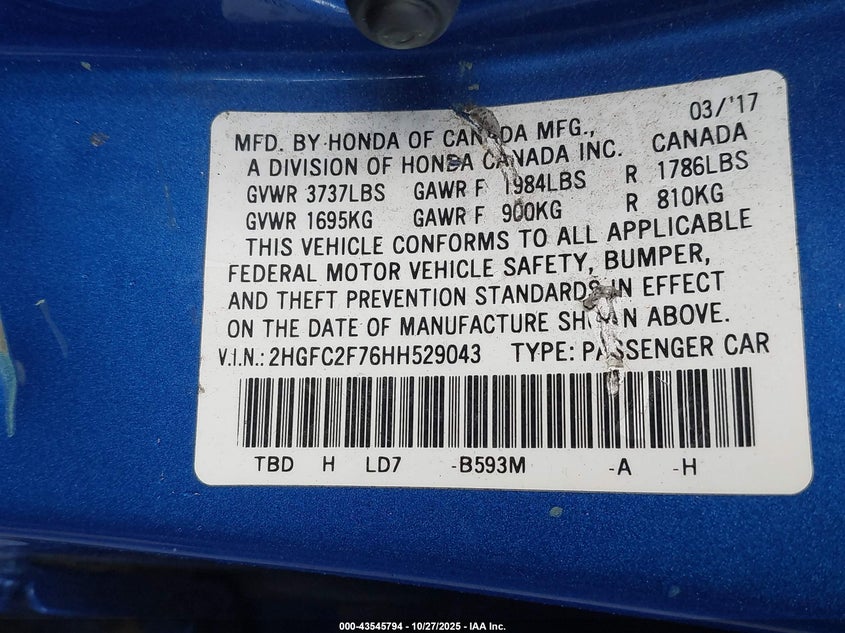 03/'17
MFD. BY HONDA OF CANADA MFG.,
A DIVISION OF HONDA CANADA INC. CANADA
GVWR 3737LBS GAWR F 1984LBS R 1786LBS
GVWR 1695KG GAWR F 900KG R 810KG
THIS VEHICLE CONFORMS TO ALL APPLICABLE
FEDERAL MOTOR VEHICLE SAFETY, BUMPER,
AND THEFT PREVENTION STANDARDS IN EFFECT
ON THE DATE OF MANUFACTURE SHOWN ABOVE.
V.I.N.: 2HGFC2F76HH529043 TYPE: PASSENGER CAR
TBD H LD7 -B593M -A -H
000-43545794 - 10/27/2025 - IAA Inc.